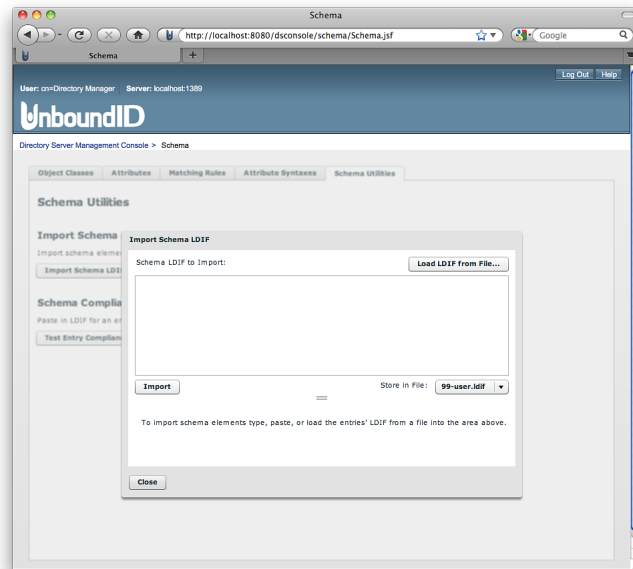 Schema
http://localhost:8080/dsconsole/schema/Schema.jsf
Google
Schema
+
Log Out Help
User: cn=Directory Manager Server: localhost:1389
UnboundID
Directory Server Management Console > Schema
Object Classes Attributes Matching Rules Attribute Syntaxes Schema Utilities
Schema Utilities
Import Schema
Import schema eleme
Import Schema LDI
Schema Complia
Paste in LDIF for an en
Test Entry Complian
Import Schema LDIF
Schema LDIF to Import:
Load LDIF from File...
Import
Store in File: 99-user.ldif
To import schema elements type, paste, or load the entries' LDIF from a file into the area above.
Close